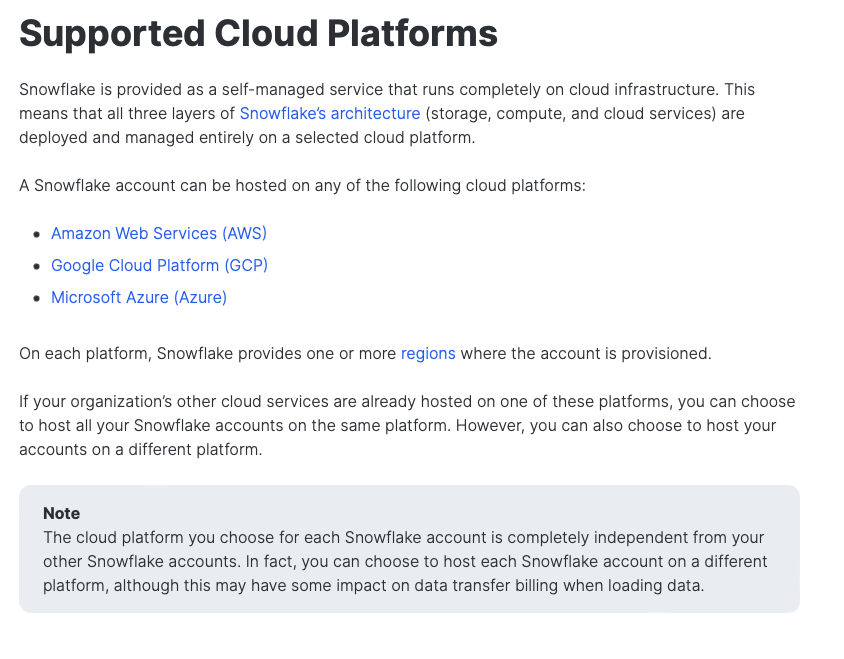 Supported Cloud Platforms
Snowflake is provided as a self-managed service that runs completely on cloud infrastructure. This
means that all three layers of Snowflake’s architecture (storage, compute, and cloud services) are
deployed and managed entirely on a selected cloud platform.
A Snowflake account can be hosted on any of the following cloud platforms:
Amazon Web Services (AWS)
Google Cloud Platform (GCP)
Microsoft Azure (Azure)
On each platform, Snowflake provides one or more regions where the account is provisioned.
If your organization’s other cloud services are already hosted on one of these platforms, you can choose
to host all your Snowflake accounts on the same platform. However, you can also choose to host your
accounts on a different platform.
Note
The cloud platform you choose for each Snowflake account is completely independent from your
other Snowflake accounts. In fact, you can choose to host each Snowflake account on a different
platform, although this may have some impact on data transfer billing when loading data.